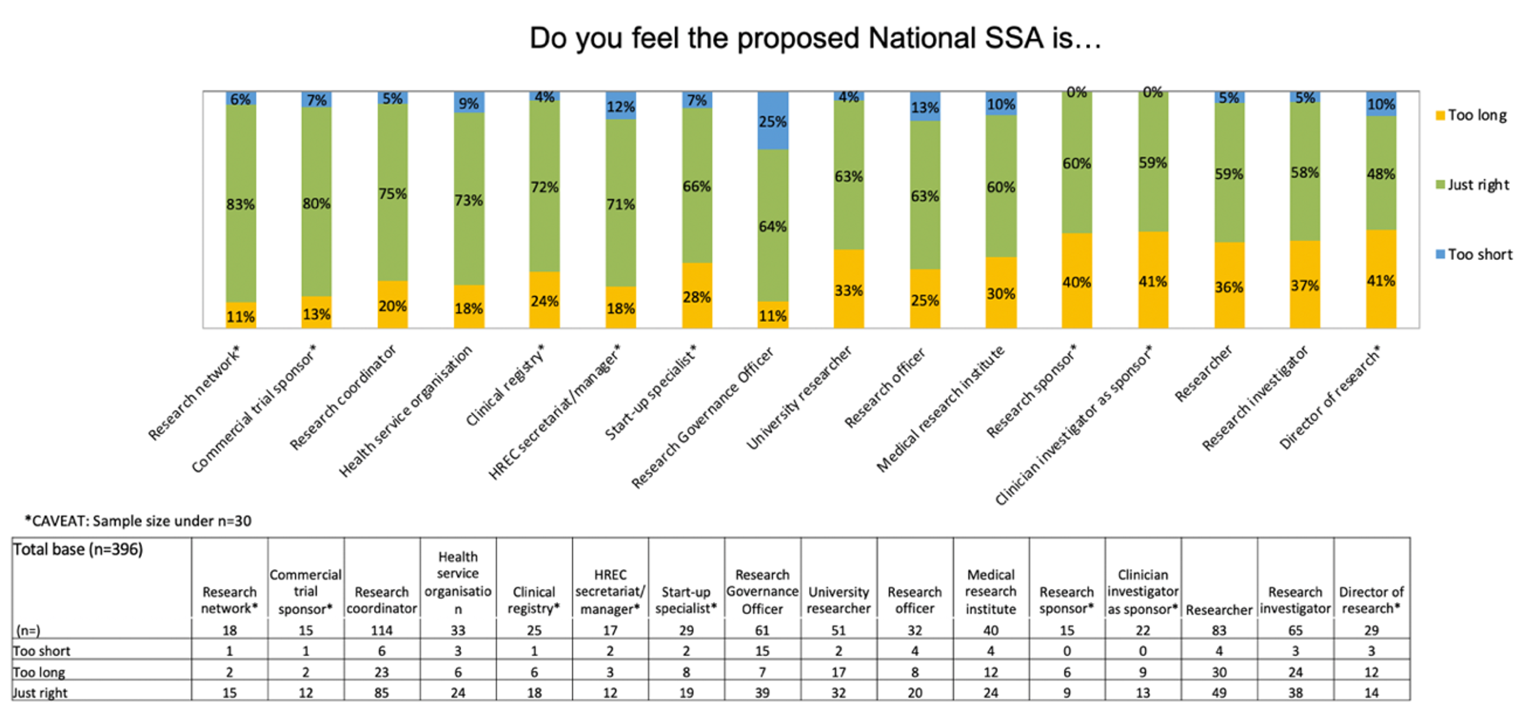 Do you feel the proposed National SSA is…
6% 7% 5% 9% 4% 12% 7% 25% 4% 13% 10% 0% 0% 5% 5% 10%
83% 80% 75% 73% 72% 71% 66% 64% 63% 63% 60% 60% 59% 59% 58% 48%
11% 13% 20% 18% 24% 18% 28% 11% 33% 25% 30% 40% 41% 36% 37% 41%
Too long
Just right
Too short
Research network*
Commercial trial sponsor*
Research coordinator
Health service organisation
Clinical registry*
HREC secretariat/manager*
Start-up specialist*
Research Governance Officer
University researcher
Research officer
Medical research institute
Research sponsor*
Clinician investigator as sponsor*
Researcher
Research investigator
Director of research*
*CAVEAT: Sample size under n=30
Total base (n=396)
Research network*
Commercial trial sponsor*
Research coordinator
Health service organisatio n
Clinical registry*
HREC secretariat/ manager*
Start-up specialist*
Research Governance Officer
University researcher
Research officer
Medical research institute
Research sponsor*
Clinician investigator as sponsor*
Researcher
Research investigator
Director of research*
(n=) 18 15 114 33 25 17 29 61 51 32 40 15 22 83 65 29
Too short 1 1 6 3 1 2 2 15 2 4 4 0 0 4 3 3
Too long 2 2 23 6 6 3 8 7 17 8 12 6 9 30 24 12
Just right 15 12 85 24 18 12 19 39 32 20 24 9 13 49 38 14